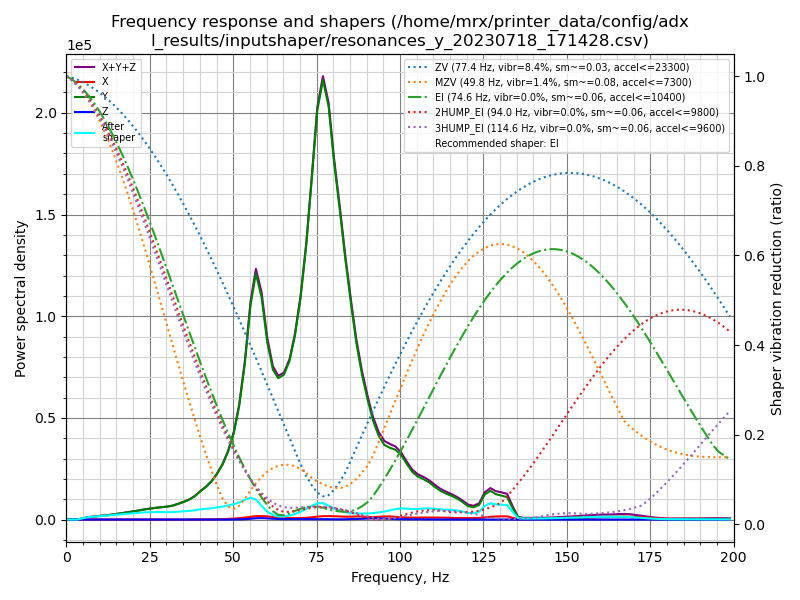 Frequency response and shapers (/home/mrx/printer_data/config/adx
l_results/inputshaper/resonances_y_20230718_171428.csv)
1e5
X+Y+Z
X
Y
Z
After
shaper
ZV (77.4 Hz, vibr=8.4%, sm~=0.03, accel<=23300)
MZV (49.8 Hz, vibr=1.4%, sm~=0.08, accel<=7300)
EI (74.6 Hz, vibr=0.0%, sm~=0.06, accel<=10400)
2HUMP_EI (94.0 Hz, vibr=0.0%, sm~=0.06, accel<=9800)
3HUMP_EI (114.6 Hz, vibr=0.0%, sm~=0.06, accel<=9600)
Recommended shaper: EI
Power spectral density
2.0
1.5
1.0
0.5
0.0
1.0
0.8
0.6
0.4
0.2
0.0
Shaper vibration reduction (ratio)
0 25 50 75 100 125 150 175 200
Frequency, Hz